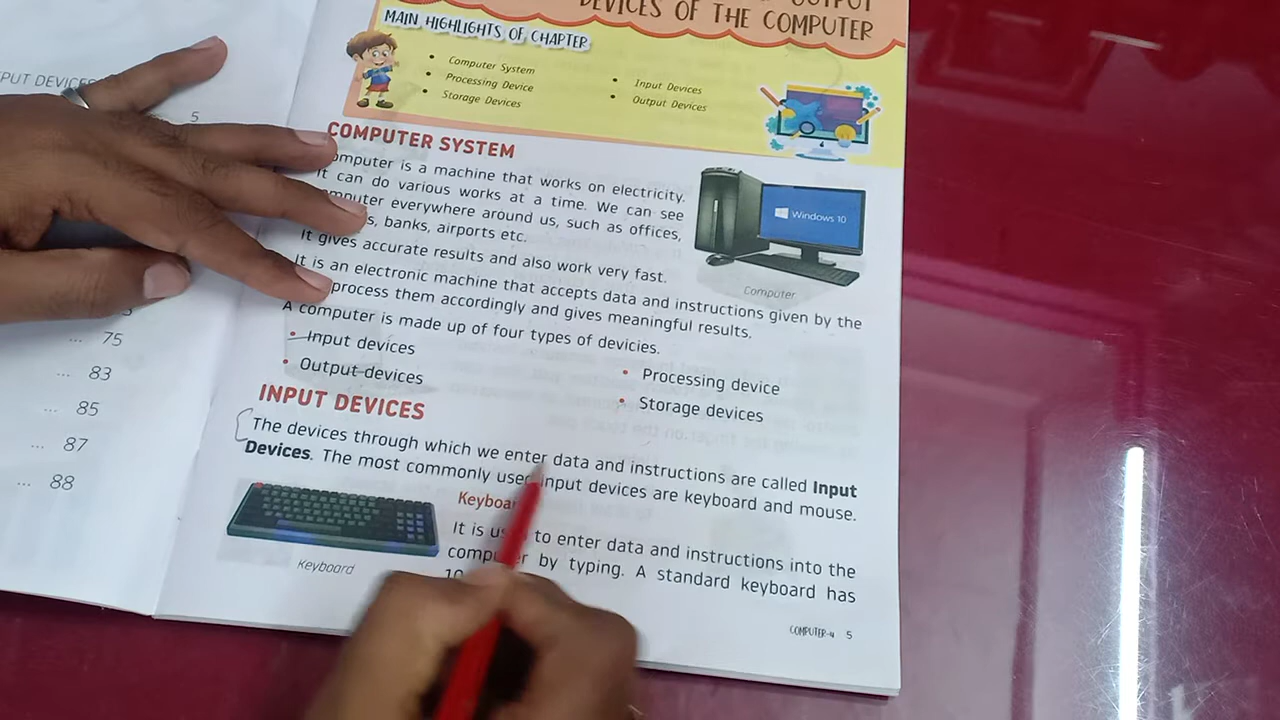 PUT DEVICES
5
75
... 83
... 85
... 87
... 88
OUTPUT
DEVICES OF THE COMPUTER
MAIN HIGHLIGHTS OF CHAPTER
• Computer System
• Processing Device
• Storage Devices
• Input Devices
• Output Devices
COMPUTER SYSTEM
computer is a machine that works on electricity.
It can do various works at a time. We can see
computer everywhere around us, such as offices,
banks, airports etc.
It gives accurate results and also work very fast.
It is an electronic machine that accepts data and instructions given by the
process them accordingly and gives meaningful results.
A computer is made up of four types of devicies.
• Input devices
• Output devices
• Processing device
• Storage devices
Windows 10
Computer
INPUT DEVICES
The devices through which we enter data and instructions are called Input
Devices. The most commonly used input devices are keyboard and mouse.
Keyboard
It is used to enter data and instructions into the
computer by typing. A standard keyboard has
10
Keyboard
COMPUTER-4 5